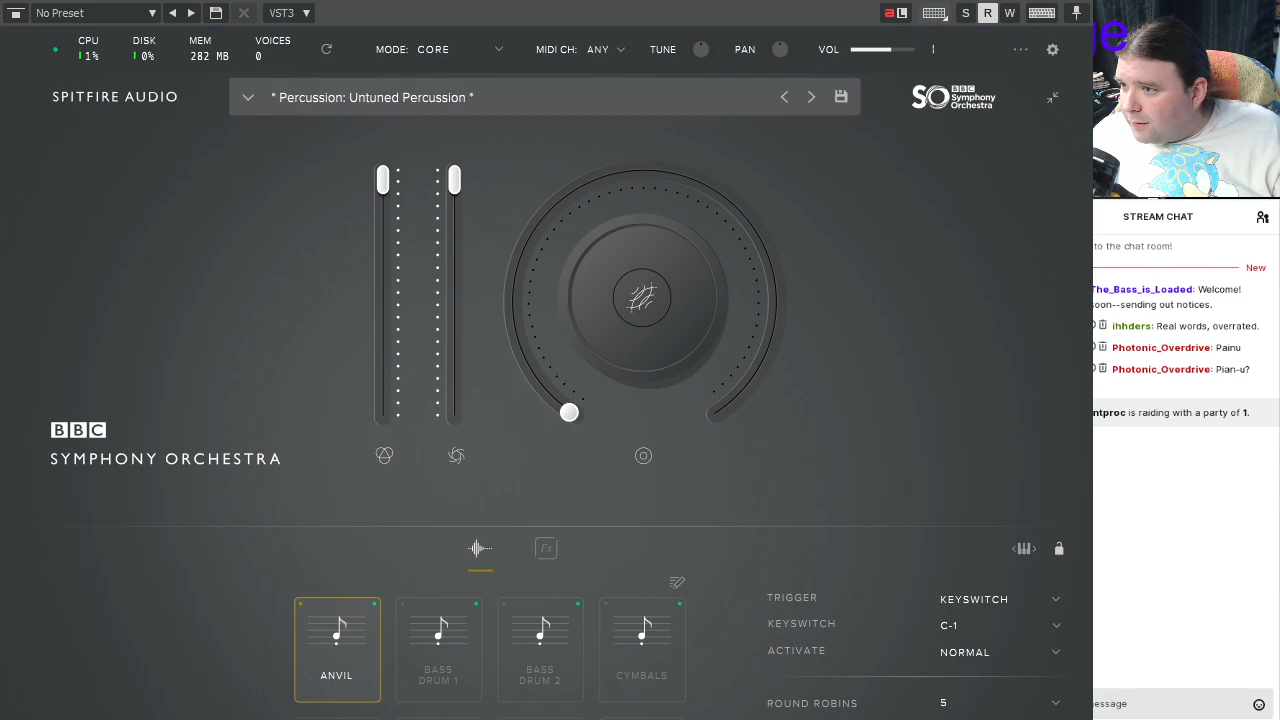 No Preset
VST3
aL
S
R
W
CPU
1%
DISK
0%
MEM
282 MB
VOICES
0
MODE: CORE
MIDI CH: ANY
TUNE
PAN
VOL
SPITFIRE AUDIO
* Percussion: Untuned Percussion *
SO BBC Symphony Orchestra
BBC
SYMPHONY ORCHESTRA
Fx
ANVIL
BASS DRUM 1
BASS DRUM 2
CYMBALS
TRIGGER
KEYSWITCH
KEYSWITCH
C-1
ACTIVATE
NORMAL
ROUND ROBINS
5
STREAM CHAT
to the chat room!
New
The_Bass_is_Loaded: Welcome!
soon--sending out notices.
ihhders: Real words, overrated.
Photonic_Overdrive: Painu
Photonic_Overdrive: Pian-u?
ntproc is raiding with a party of 1.
essage